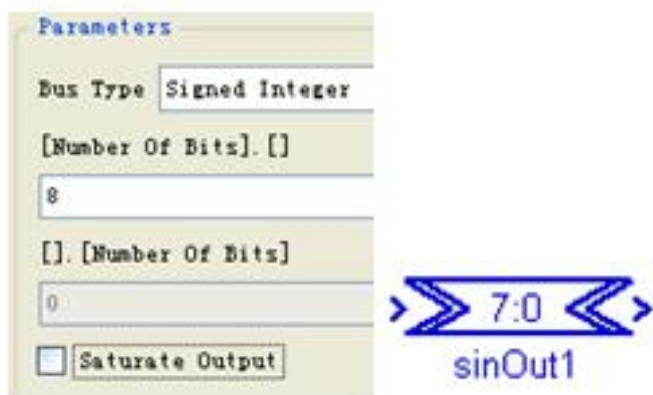 Parameters
Bus Type Signed Integer
[Number Of Bits].[]
8
[].[Number Of Bits]
0
Saturate Output
7:0
sinOut1